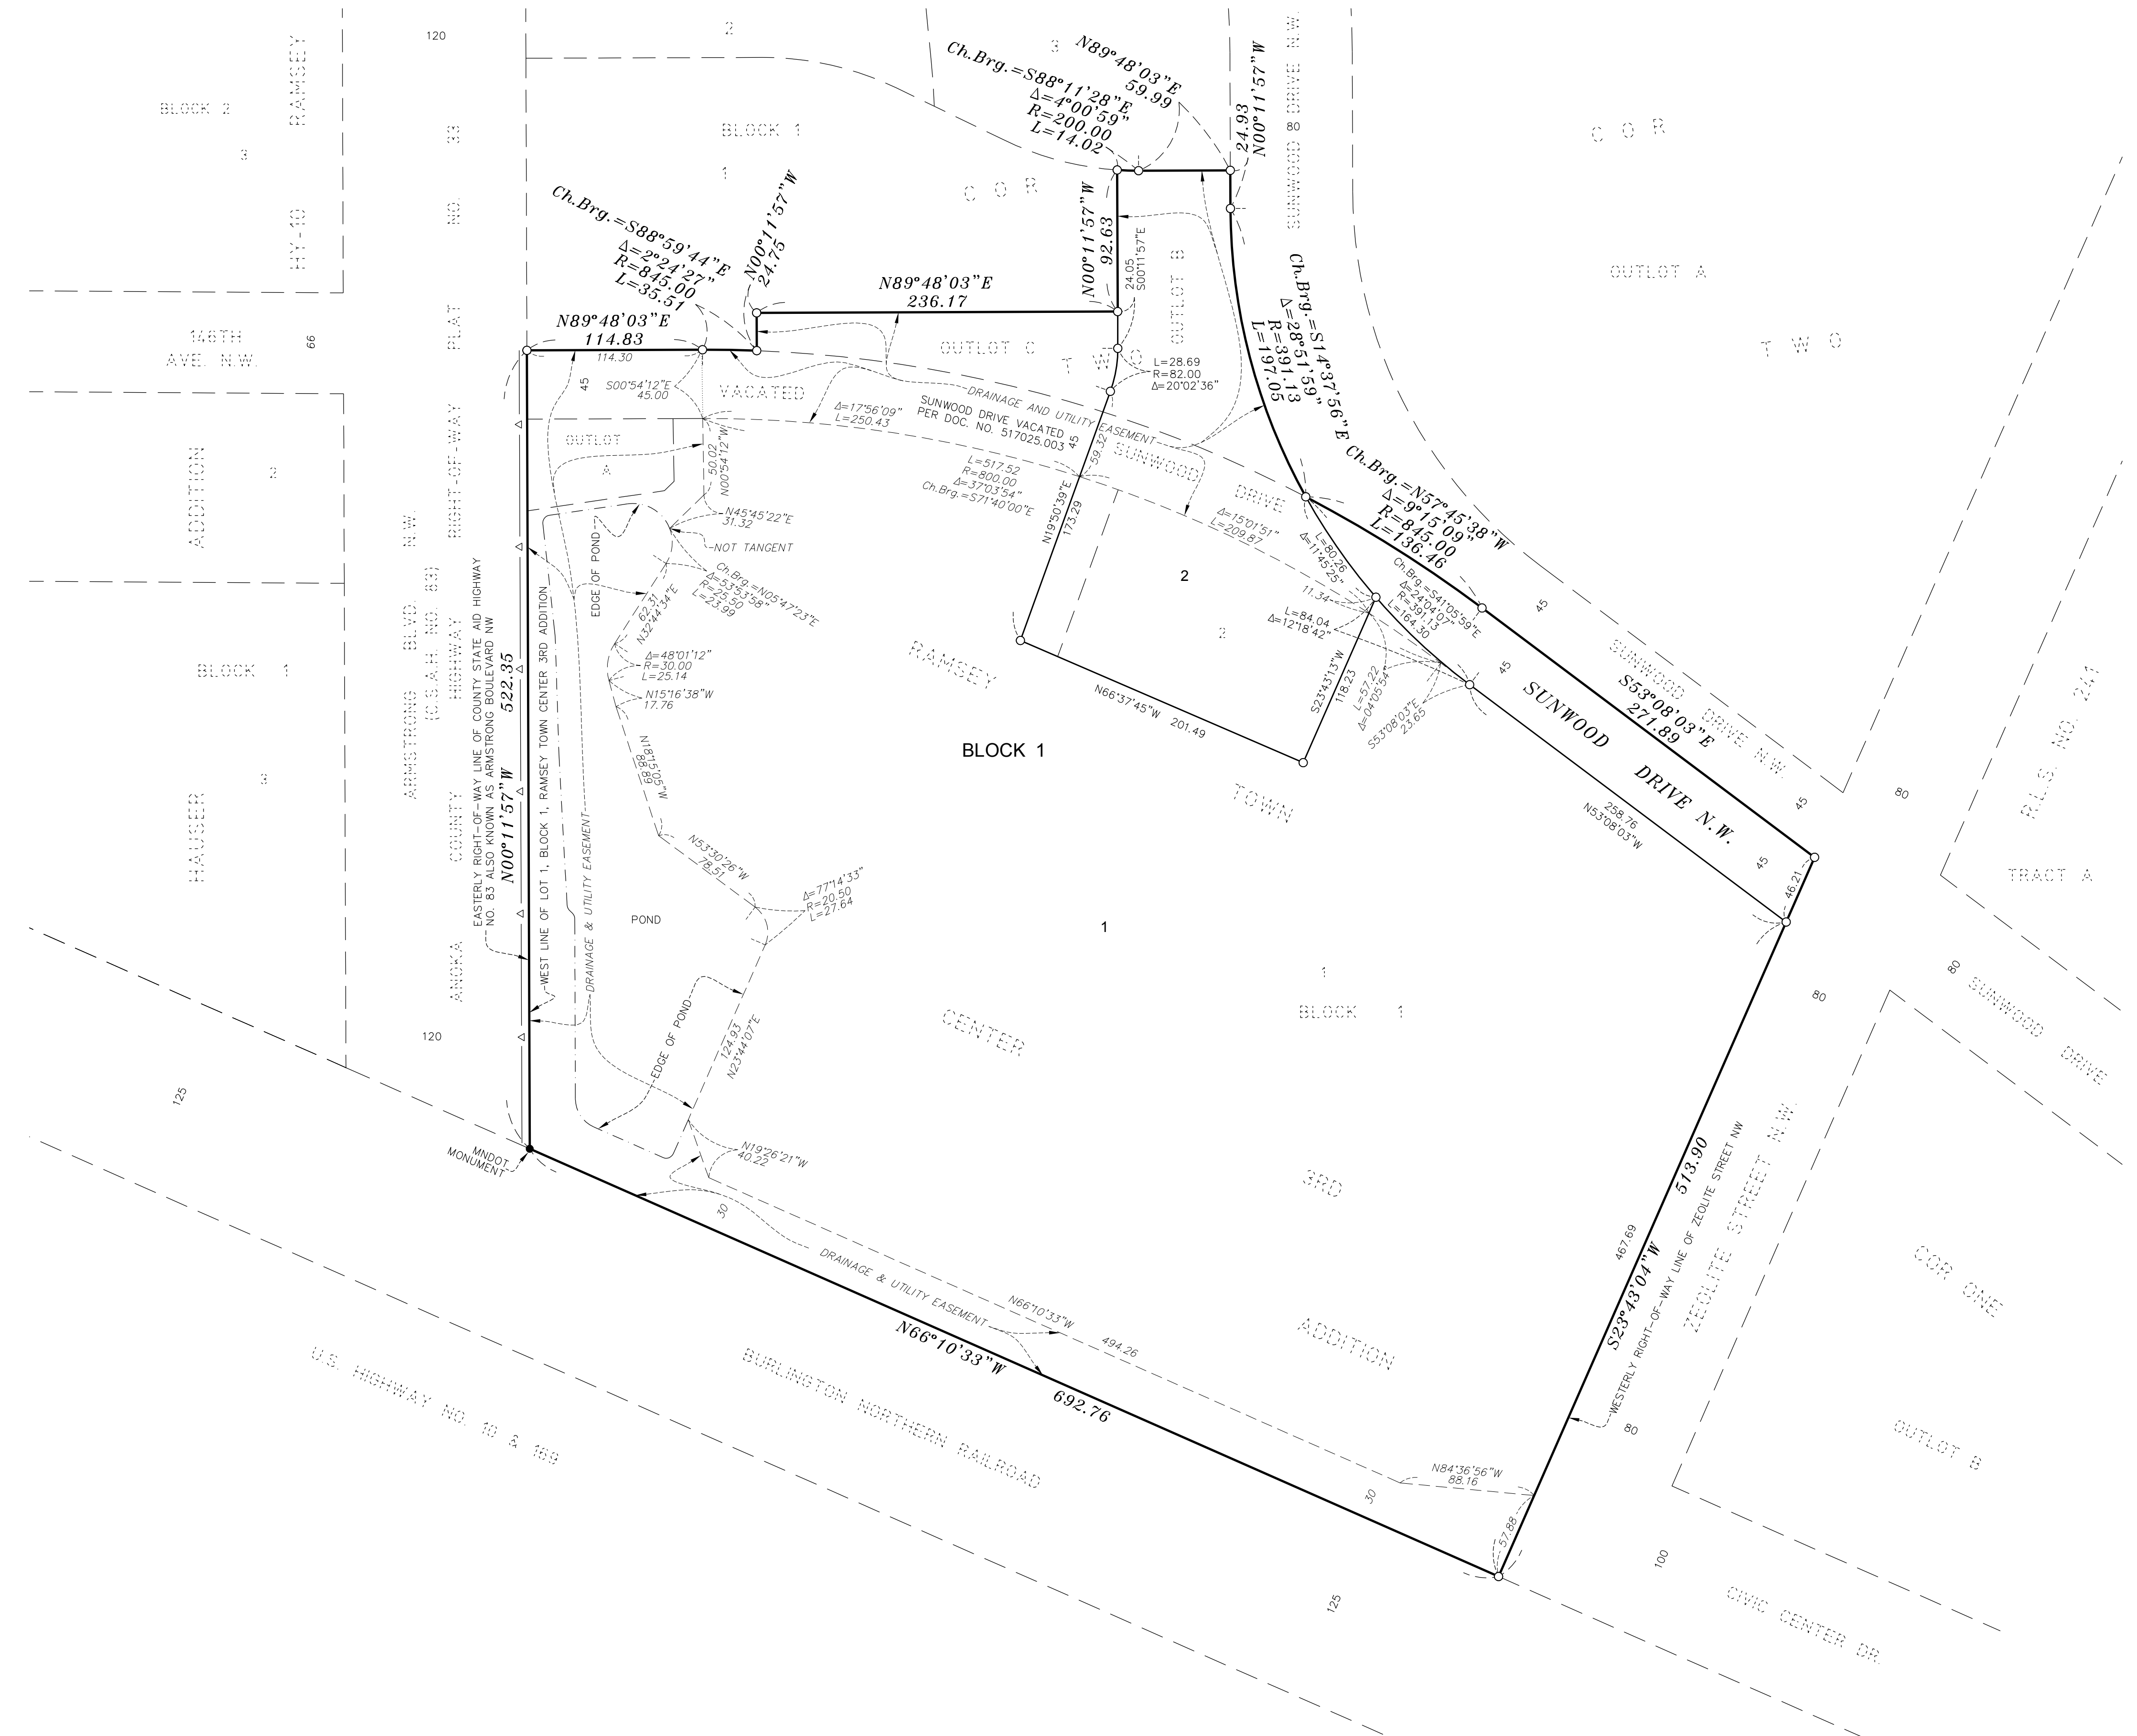 120
2
3
RAMSEY
HY-10
BLOCK 2
3
NO. 33
PLAT
RIGHT-OF-WAY
HIGHWAY
COUNTY
ANOKA
BLOCK 1
1
C O R
Ch.Brg.=S88°11'28"E
Δ=4°00'59"
R=200.00
L=14.02
N89°48'03"E
59.99
24.93
N00°11'57"W
80
SUNWOOD DRIVE N.W.
C O R
OUTLOT A
T W O
Ch.Brg.=S88°59'44"E
Δ=2°24'27"
R=845.00
L=35.51
N00°11'57"W
24.75
N89°48'03"E
236.17
N00°11'57"W
92.63
24.05
S00°11'57"E
OUTLOT B
OUTLOT C
T W O
L=28.69
R=82.00
Δ=20°02'36"
Ch.Brg.=S14°37'56"E
Δ=28°51'59"
R=391.13
L=197.05
146TH
AVE. N.W.
66
N89°48'03"E
114.83
114.30
45
S00°54'12"E
45.00
VACATED
DRAINAGE AND UTILITY EASEMENT
SUNWOOD DRIVE VACATED
PER DOC. NO. 517025.003
45
Δ=17°56'09"
L=250.43
59.32
SUNWOOD
DRIVE
L=517.52
R=800.00
Δ=37°03'54"
Ch.Brg.=S71°40'00"E
OUTLOT
A
50.02
N00°54'12"W
N45°45'22"E
31.32
NOT TANGENT
Ch.Brg.=N05°47'23"E
Δ=53°53'58"
R=25.50
L=23.99
62.31
N32°44'34"E
Δ=48°01'12"
R=30.00
L=25.14
N15°16'38"W
17.76
N18°15'05"W
88.89
N53°30'26"W
78.51
Δ=77°14'33"
R=20.50
L=27.64
124.93
N23°44'07"E
N19°26'21"W
40.22
EDGE OF POND
POND
EDGE OF POND
ADDITION
2
BLOCK 1
3
HAUSER
ARMSTRONG BLVD. N.W.
(C.S.A.H. NO. 83)
EASTERLY RIGHT-OF-WAY LINE OF COUNTY STATE AID HIGHWAY
NO. 83 ALSO KNOWN AS ARMSTRONG BOULEVARD NW
N00°11'57"W 522.35
WEST LINE OF LOT 1, BLOCK 1, RAMSEY TOWN CENTER 3RD ADDITION
DRAINAGE & UTILITY EASEMENT
N19°50'39"E
173.29
Δ=15°01'51"
L=209.87
2
2
L=80.26
Δ=11°45'25"
Ch.Brg.=N57°45'38"W
Δ=9°15'09"
R=845.00
L=136.46
Ch.Brg.=S41°05'59"E
Δ=24°04'07"
R=391.13
L=164.30
11.34
L=84.04
Δ=12°18'42"
L=57.22
Δ=04°05'54"
S53°08'03"E
23.65
S23°43'13"W
118.23
N66°37'45"W 201.49
45
45
SUNWOOD DRIVE N.W.
S53°08'03"E
271.89
SUNWOOD DRIVE N.W.
258.76
N53°08'03"W
45
45
46.21
80
R.L.S. NO. 241
TRACT A
80
80
SUNWOOD DRIVE
RAMSEY
BLOCK 1
TOWN
1
1
BLOCK 1
CENTER
3RD
ADDITION
120
125
MNDOT
MONUMENT
30
DRAINAGE & UTILITY EASEMENT
N66°10'33"W
494.26
N66°10'33"W
692.76
30
N84°36'56"W
88.16
57.88
467.69
513.90
S23°43'04"W
WESTERLY RIGHT-OF-WAY LINE OF ZEOLITE STREET NW
ZEOLITE STREET N.W.
80
COR ONE
OUTLOT B
U.S. HIGHWAY NO. 10 & 169
BURLINGTON NORTHERN RAILROAD
125
100
CIVIC CENTER DR.